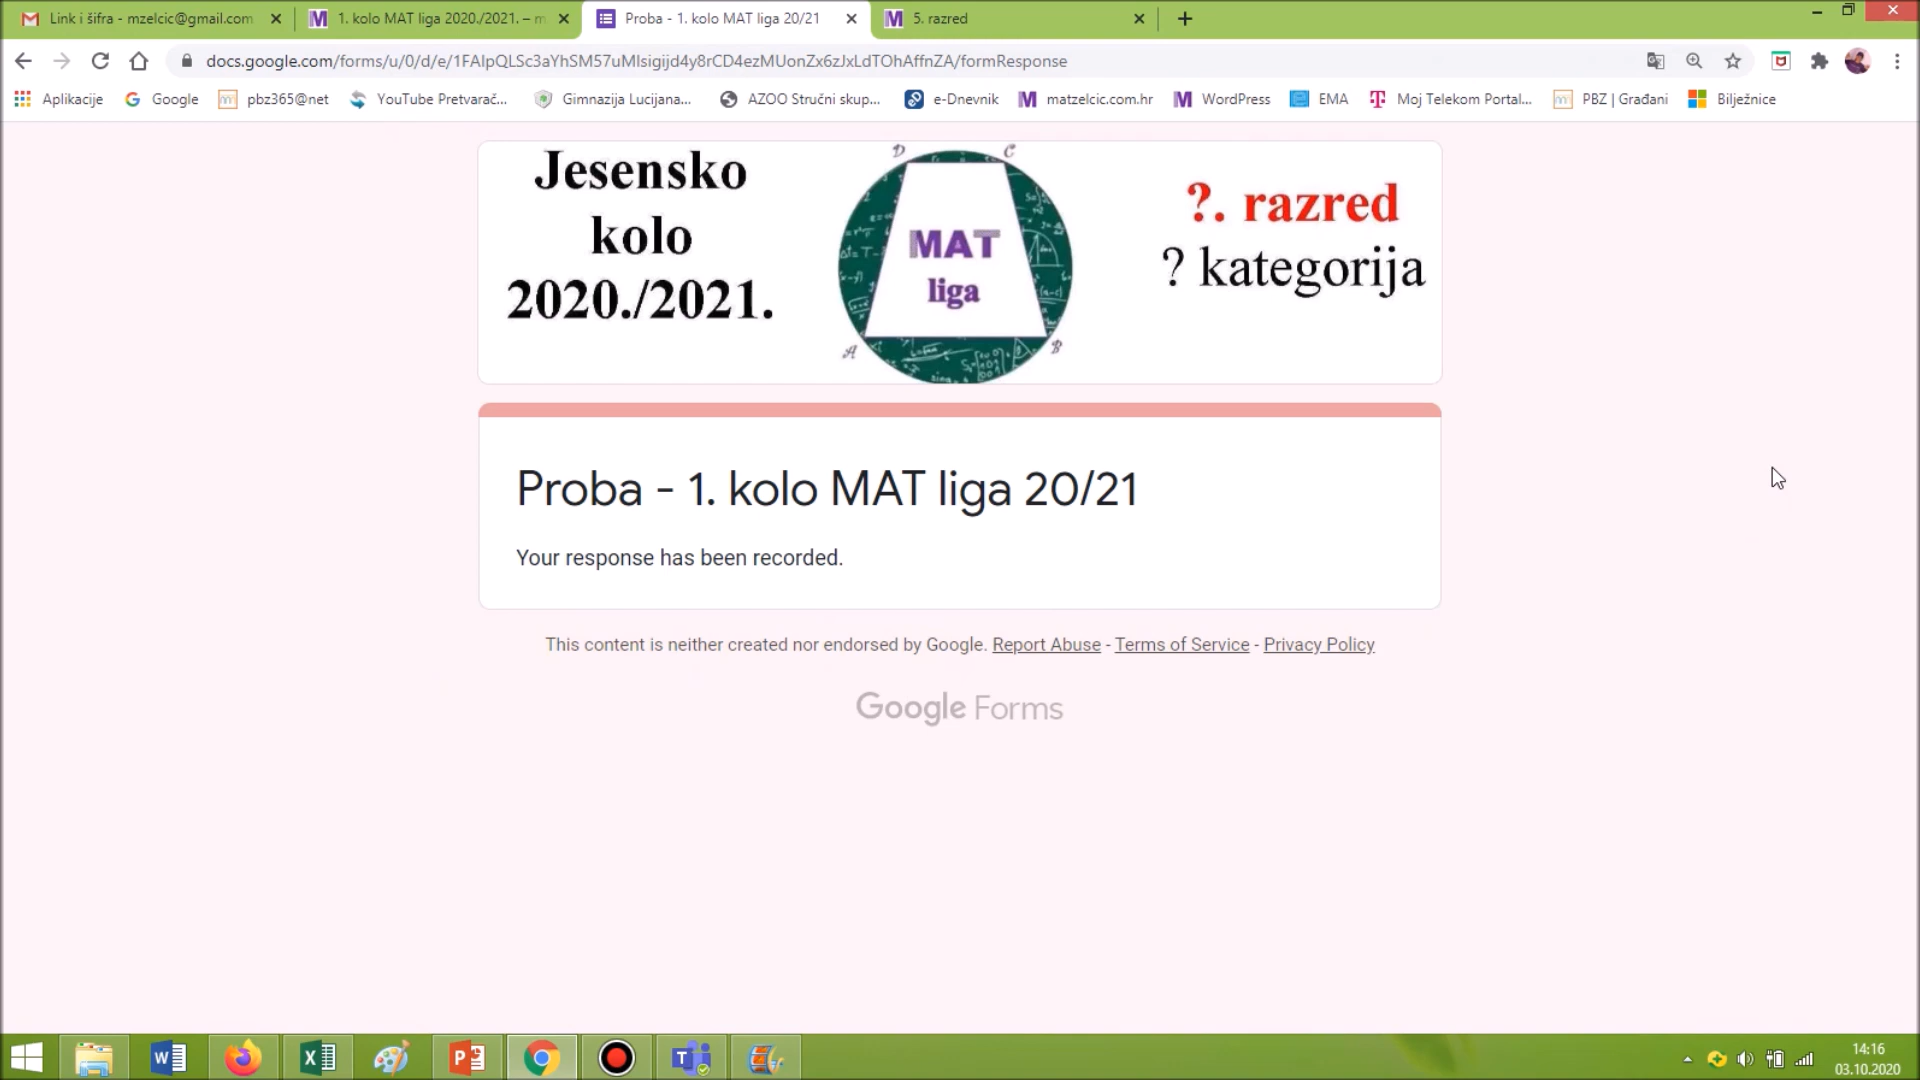 Link i šifra - mzelcic@gmail.com
1. kolo MAT liga 2020./2021. –
Proba - 1. kolo MAT liga 20/21
5. razred
docs.google.com/forms/u/0/d/e/1FAIpQLSc3aYhSM57uMlsigijd4y8rCD4ezMUonZx6zJxLdTOhAffnZA/formResponse
Aplikacije
Google
pbz365@net
YouTube Pretvarač...
Gimnazija Lucijana...
AZOO Stručni skup...
e-Dnevnik
matzelcic.com.hr
WordPress
EMA
Moj Telekom Portal...
PBZ | Građani
Bilježnice
Jesensko
kolo
2020./2021.
D C
MAT
liga
A B
?. razred
? kategorija
Proba - 1. kolo MAT liga 20/21
Your response has been recorded.
This content is neither created nor endorsed by Google. Report Abuse - Terms of Service - Privacy Policy
Google Forms
14:16
03.10.2020